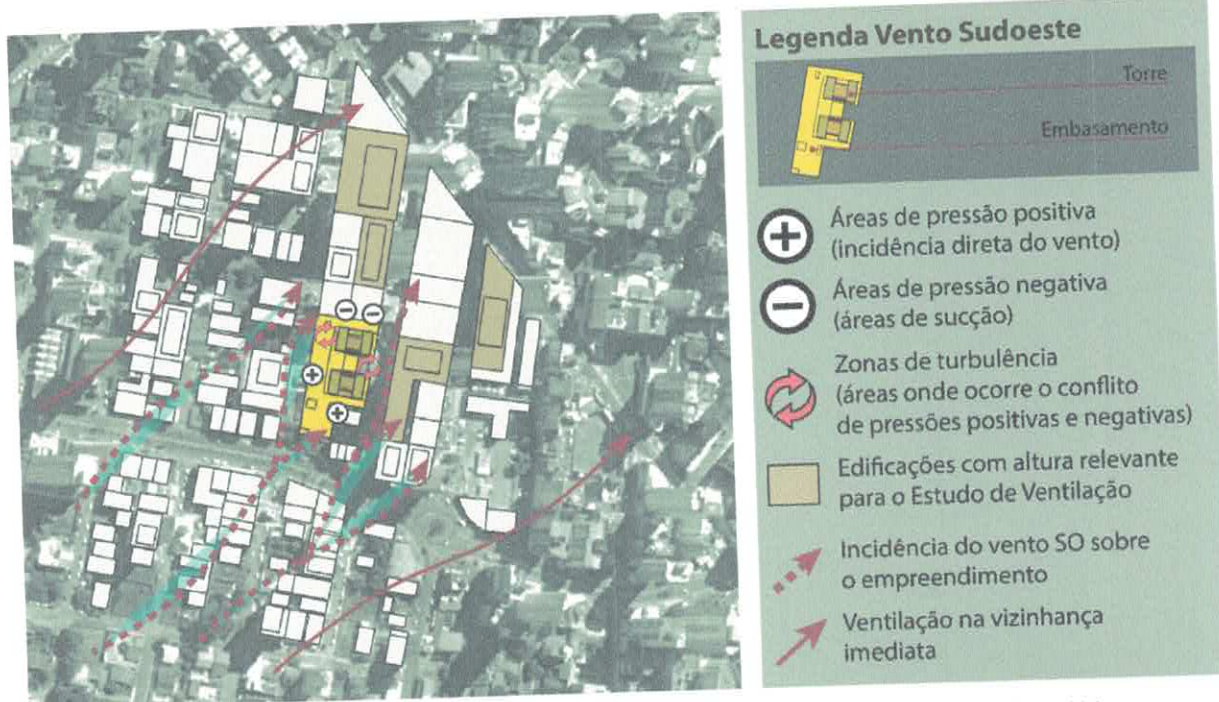 Legenda Vento Sudoeste
Torre
Embasamento
Áreas de pressão positiva
(incidência direta do vento)
Áreas de pressão negativa
(áreas de sucção)
Zonas de turbulência
(áreas onde ocorre o conflito
de pressões positivas e negativas)
Edificações com altura relevante
para o Estudo de Ventilação
Incidência do vento SO sobre
o empreendimento
Ventilação na vizinhança
imediata